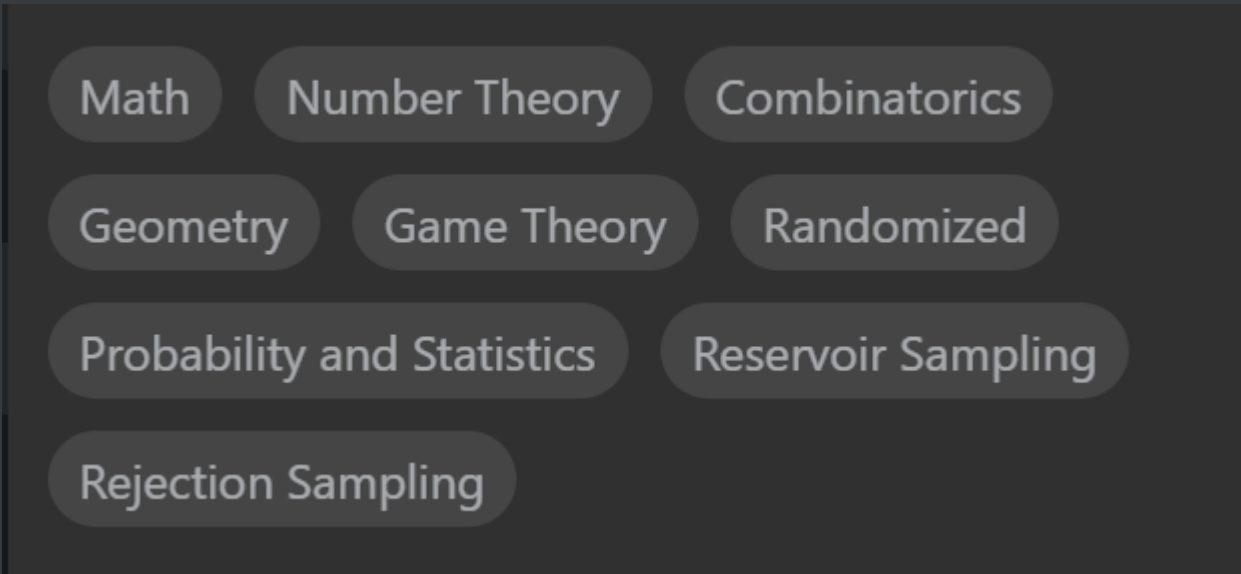 Math Number Theory Combinatorics
Geometry Game Theory Randomized
Probability and Statistics Reservoir Sampling
Rejection Sampling